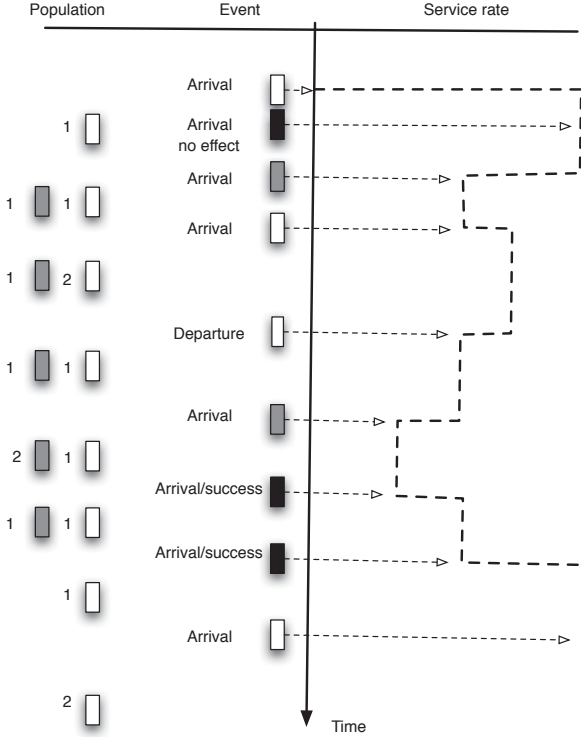 Population Event Service rate
Arrival
1 Arrival
no effect
Arrival
1 1
Arrival
1 2
Departure
1 1
Arrival
2 1
Arrival/success
1 1
Arrival/success
1
Arrival
2
Time